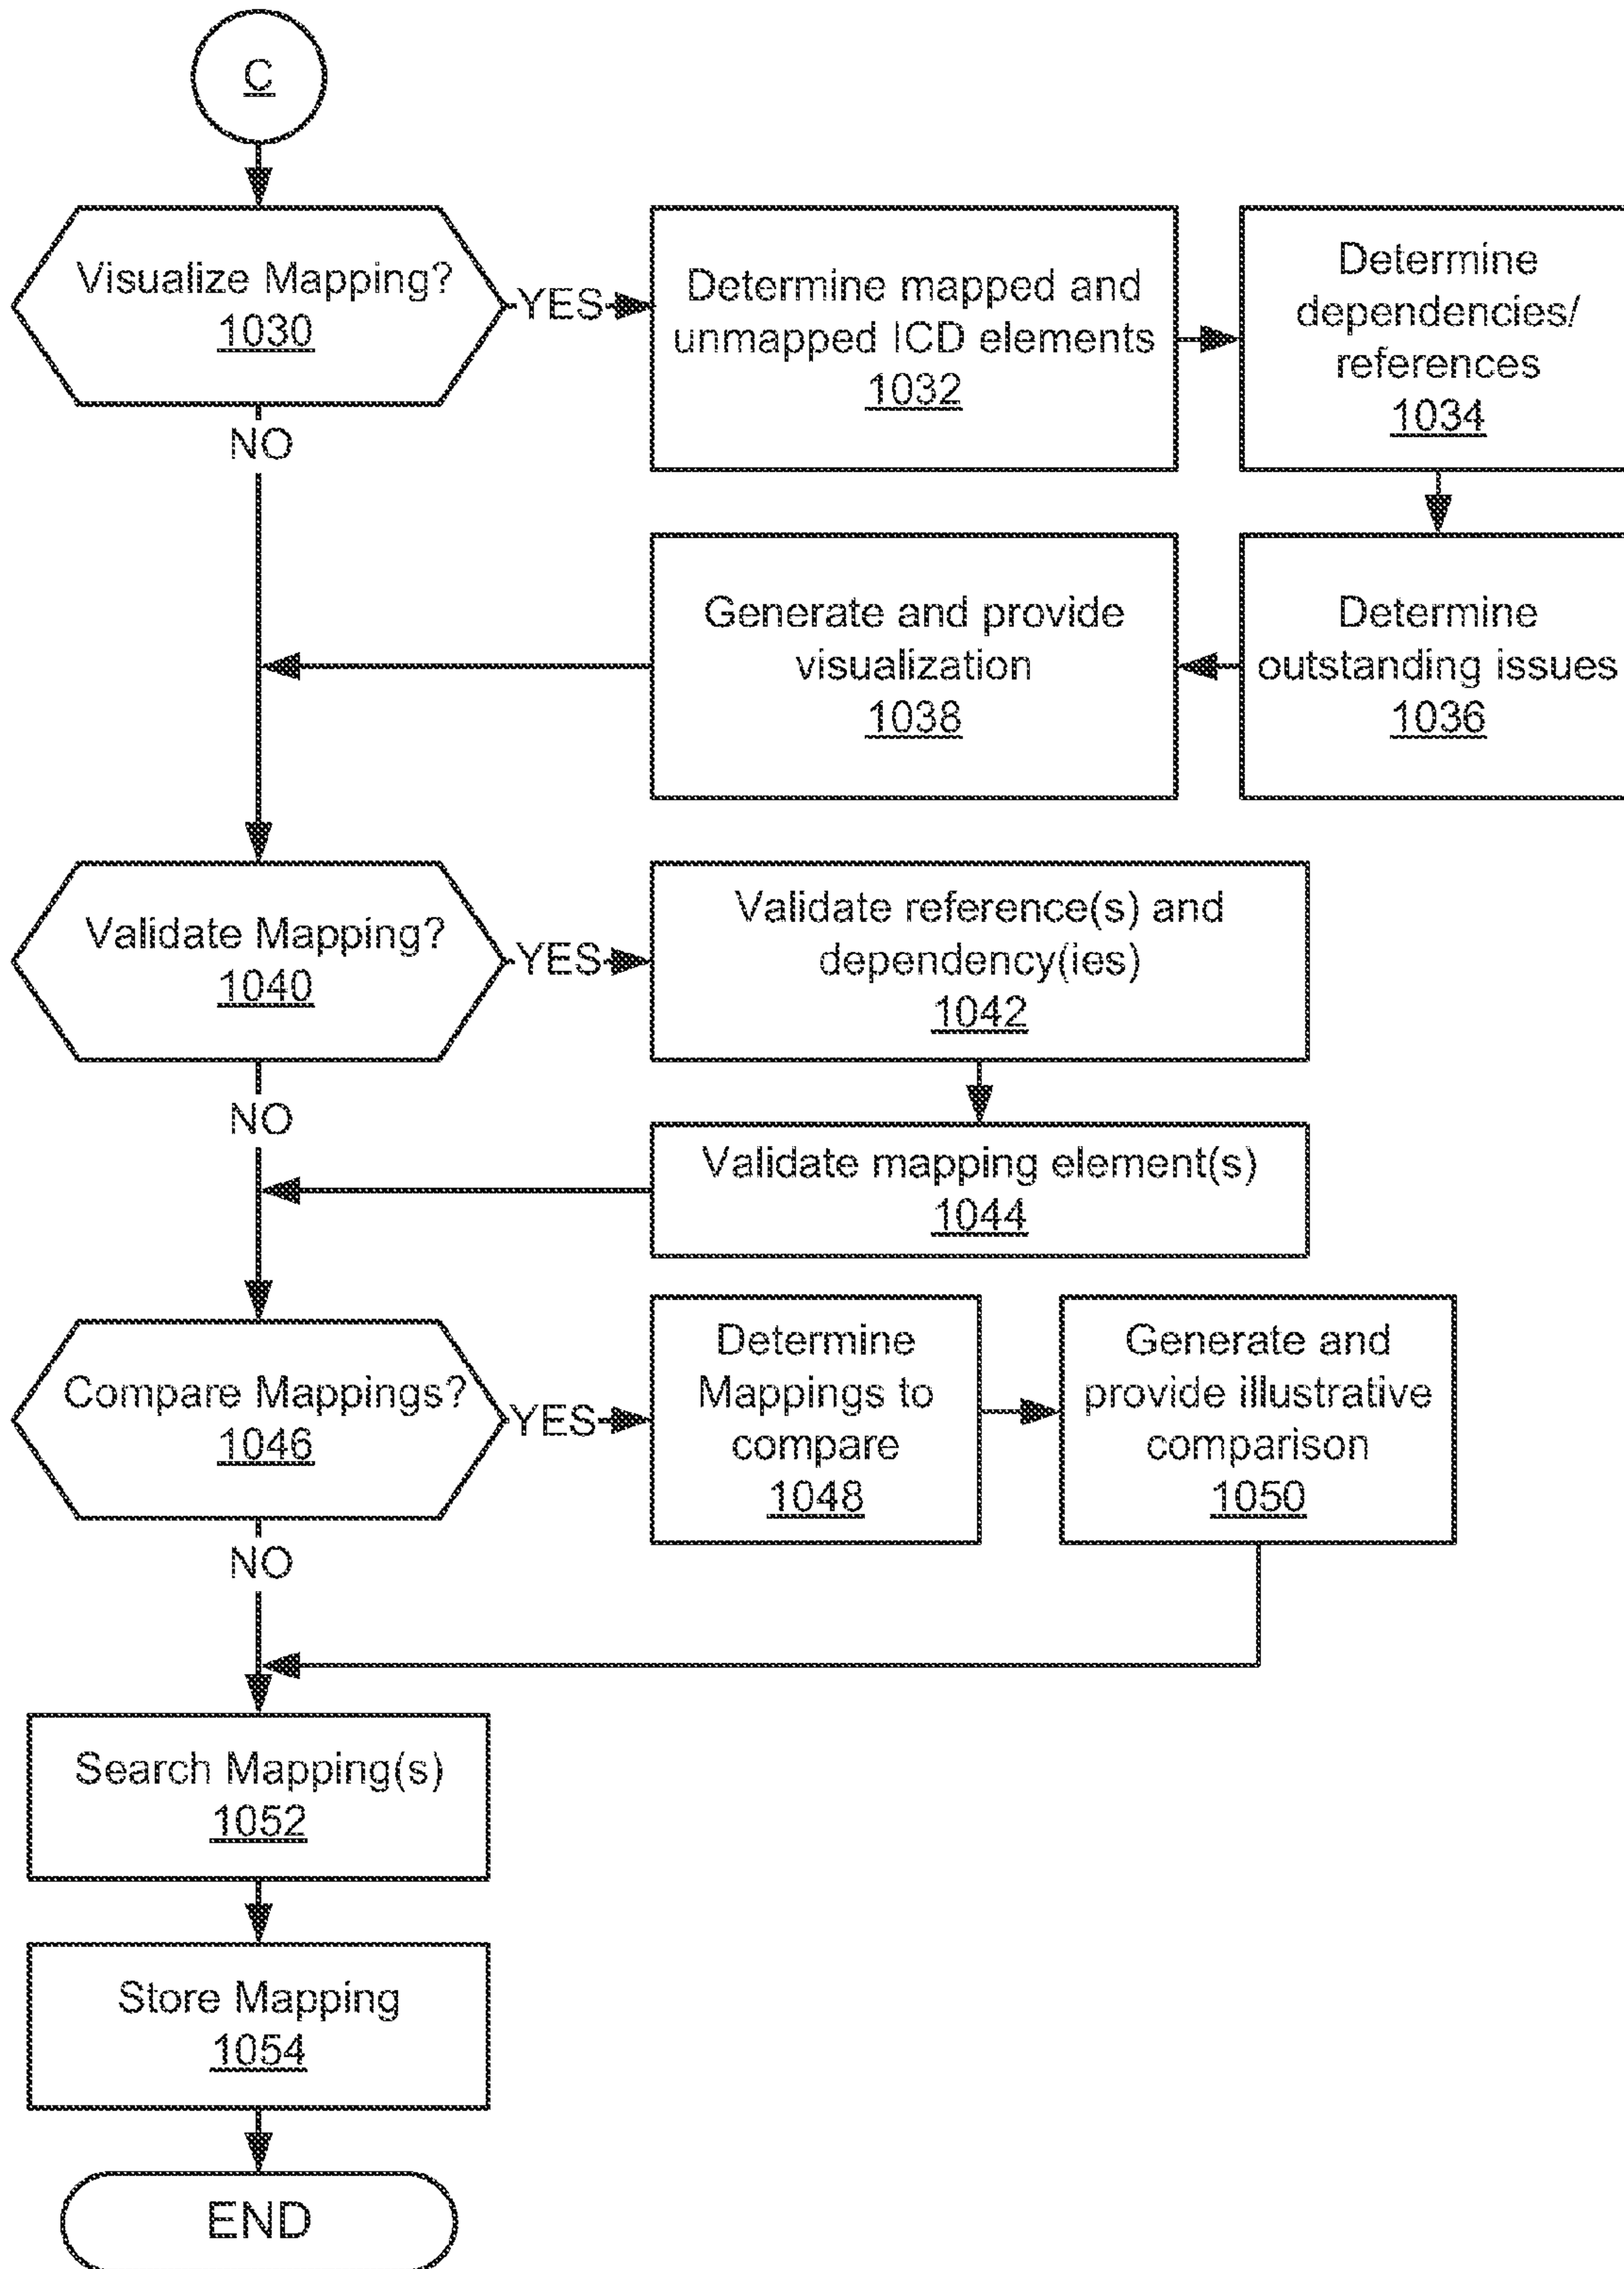 C
Visualize Mapping?
1030
YES
Determine mapped and
unmapped ICD elements
1032
Determine
dependencies/
references
1034
NO
Generate and provide
visualization
1038
Determine
outstanding issues
1036
Validate Mapping?
1040
YES
Validate reference(s) and
dependency(ies)
1042
NO
Validate mapping element(s)
1044
Compare Mappings?
1046
YES
Determine
Mappings to
compare
1048
Generate and
provide illustrative
comparison
1050
NO
Search Mapping(s)
1052
Store Mapping
1054
END